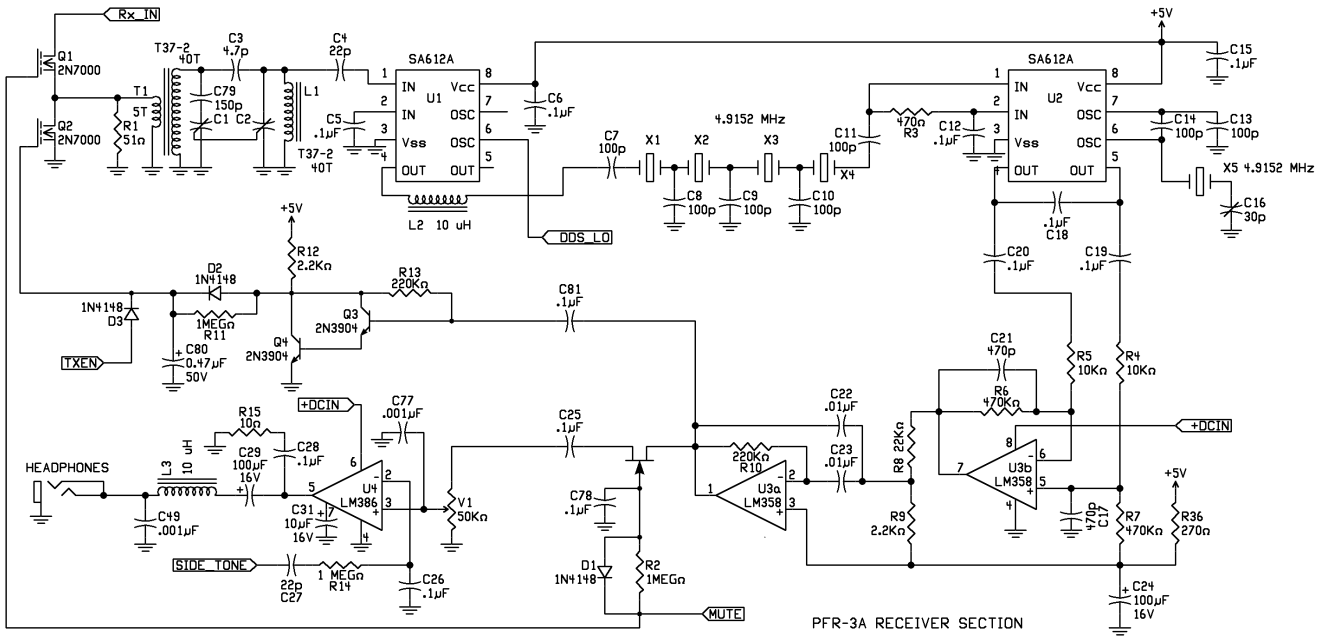 Rx_IN
Q1
2N7000
Q2
2N7000
R1
51Ω
T1
5T
T37-2
40T
C79
150p
C1
C2
C3
4.7p
L1
T37-2
40T
C4
22p
C5
.1µF
SA612A
1
IN
2
IN
3
Vss
4
OUT
U1
8
Vcc
7
OSC
6
OSC
5
OUT
C6
.1µF
L2 10 uH
DDS_LO
C7
100p
4.9152 MHz
X1
X2
X3
X4
C8
100p
C9
100p
C10
100p
C11
100p
470Ω
R3
C12
.1µF
SA612A
1
IN
2
IN
3
Vss
4
OUT
U2
8
Vcc
7
OSC
6
OSC
5
OUT
+5V
C15
.1µF
C14
100p
C13
100p
X5 4.9152 MHz
C16
30p
.1µF
C18
C20
.1µF
C19
.1µF
+5V
R12
2.2KΩ
D2
1N4148
1N4148
D3
1MEGΩ
R11
TXEN
C80
0.47µF
50V
+
Q3
2N3904
Q4
2N3904
R13
220KΩ
C81
.1µF
C21
470p
R6
470KΩ
R5
10KΩ
R4
10KΩ
+DCIN
8
6
-
U3b
LM358
5
+
7
4
470p
C17
R7
470KΩ
+5V
R36
270Ω
+
C24
100µF
16V
R8 22KΩ
R9
2.2KΩ
C22
.01µF
C23
.01µF
220KΩ
R10
2
-
U3a
LM358
3
+
1
+DCIN
C77
.001µF
R15
10Ω
C28
.1µF
C29
100µF
16V
+
L3
10 uH
HEADPHONES
C49
.001µF
6
2
-
U4
LM386
3
+
5
7
4
C31
10µF
16V
+
V1
50KΩ
C25
.1µF
C78
.1µF
D1
1N4148
R2
1MEGΩ
MUTE
SIDE_TONE
22p
C27
1 MEGΩ
R14
C26
.1µF
PFR-3A RECEIVER SECTION